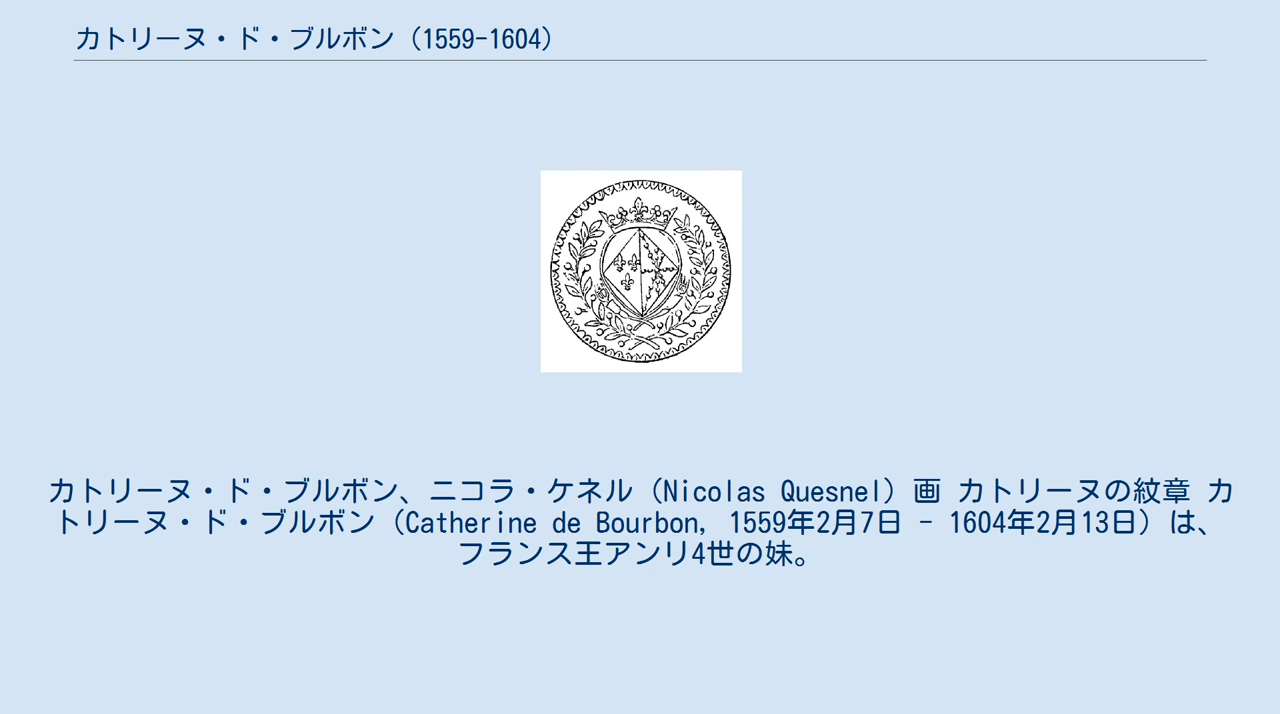 カトリーヌ・ド・ブルボン（1559-1604）
カトリーヌ・ド・ブルボン、ニコラ・ケネル（Nicolas Quesnel）画 カトリーヌの紋章 カ
トリーヌ・ド・ブルボン（Catherine de Bourbon, 1559年2月7日 - 1604年2月13日）は、
フランス王アンリ4世の妹。